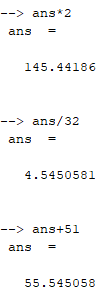 --> ans*2
ans =
145.44186
--> ans/32
ans =
4.5450581
--> ans+51
ans =
55.545058